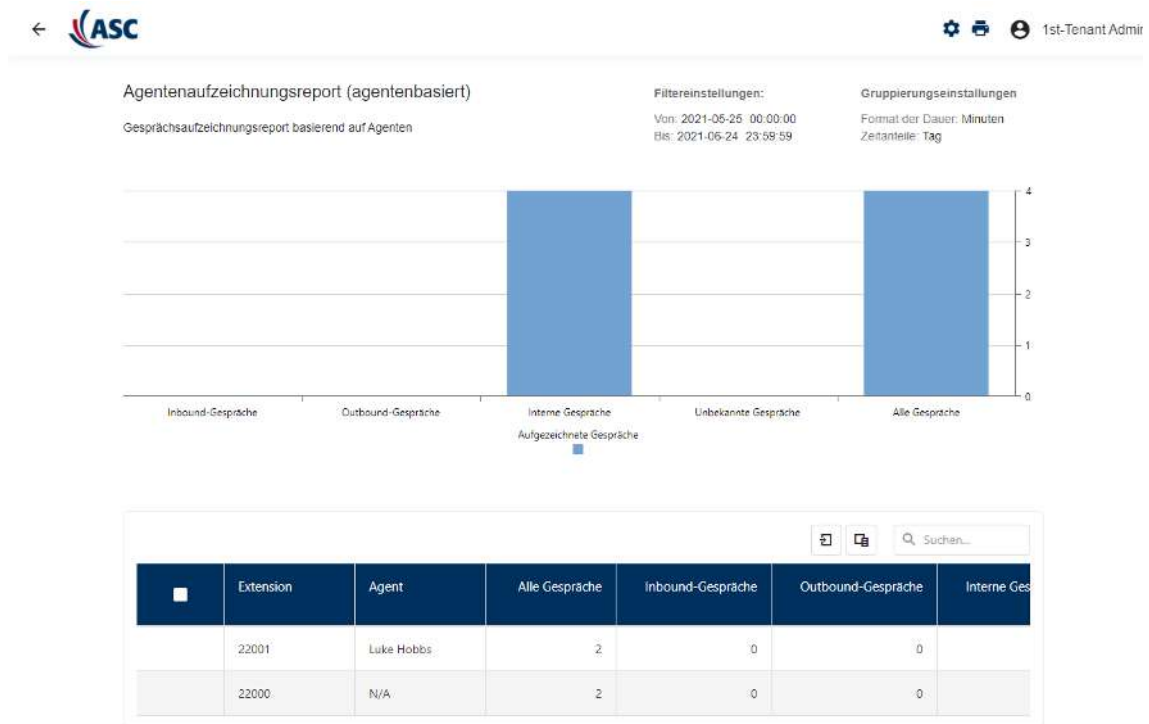 ASC
1st-Tenant Admin
Agentenaufzeichnungsreport (agentenbasiert)
Gesprächsaufzeichnungsreport basierend auf Agenten
Filtereinstellungen:
Von: 2021-05-25 00:00:00
Bis: 2021-06-24 23:59:59
Gruppierungseinstallungen
Format der Dauer: Minuten
Zeitanteile: Tag
4
3
2
1
0
Inbound-Gespräche Outbound-Gespräche Interne Gespräche Unbekannte Gespräche Alle Gespräche
Aufgezeichnete Gespräche
Suchen...
Extension Agent Alle Gespräche Inbound-Gespräche Outbound-Gespräche Interne Ges
22001 Luke Hobbs 2 0 0
22000 N/A 2 0 0